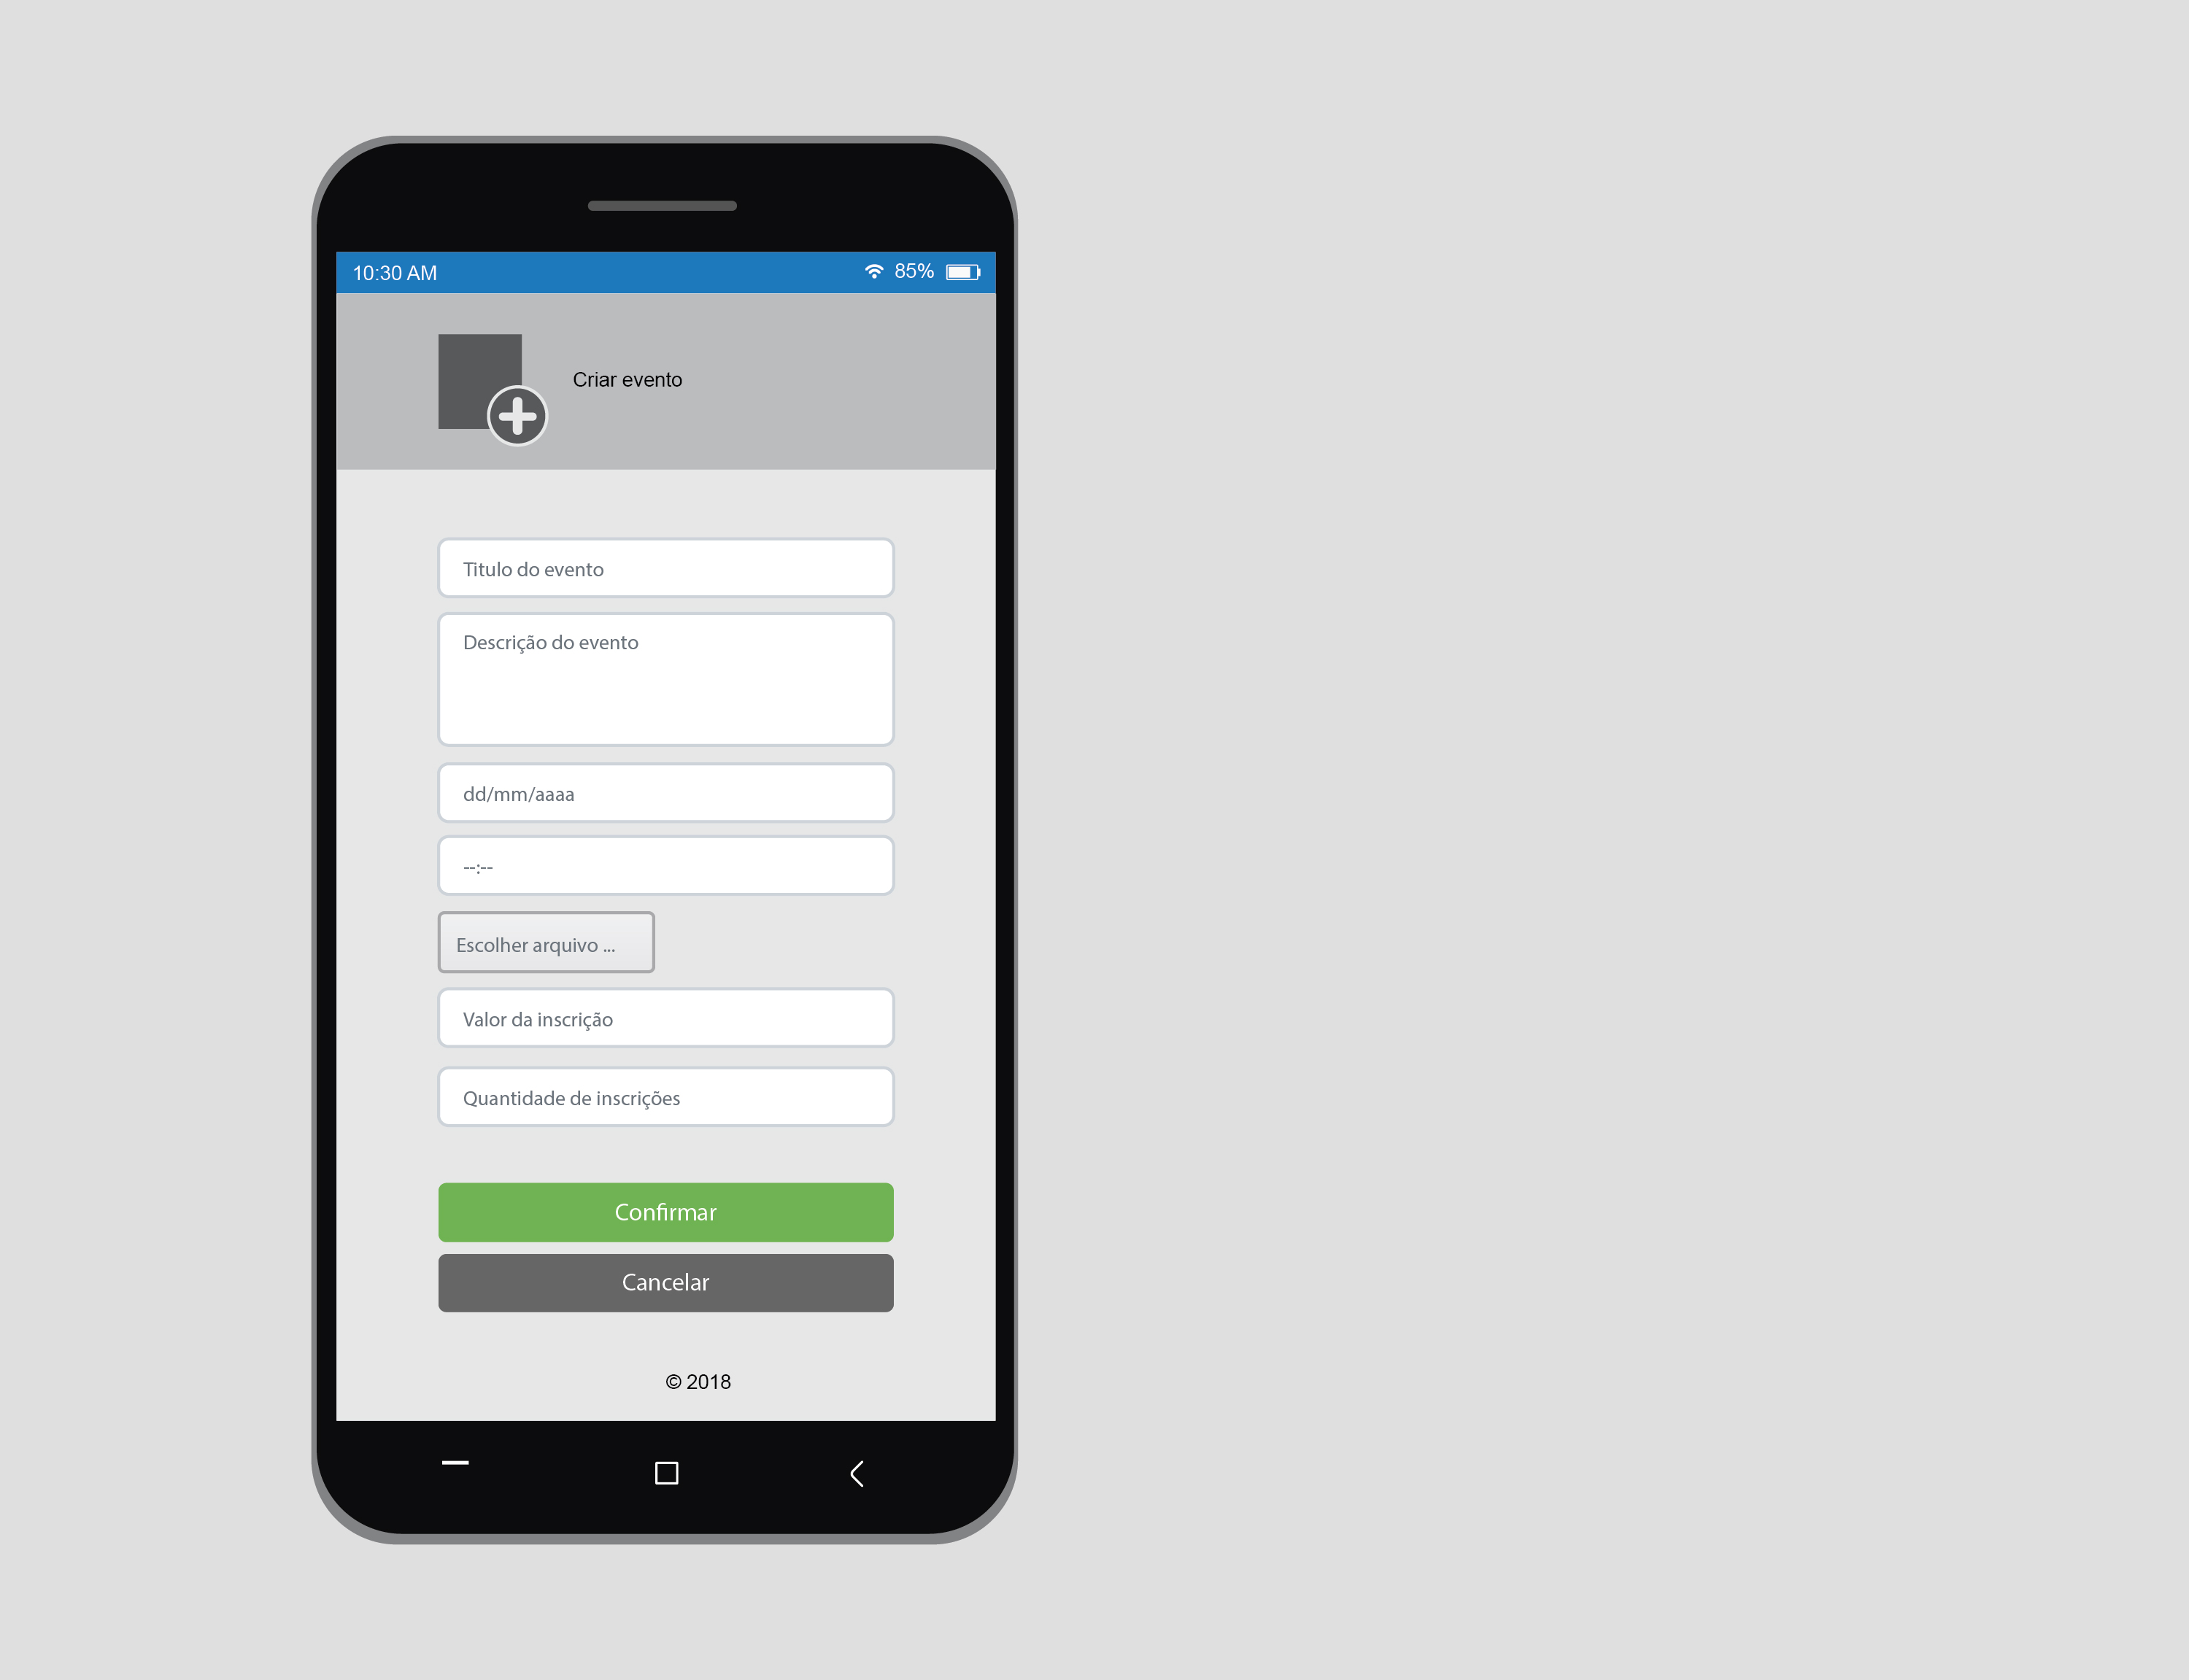 10:30 AM 85%
Criar evento
Titulo do evento
Descrição do evento
dd/mm/aaaa
--:--
Escolher arquivo ...
Valor da inscrição
Quantidade de inscrições
Confirmar
Cancelar
© 2018